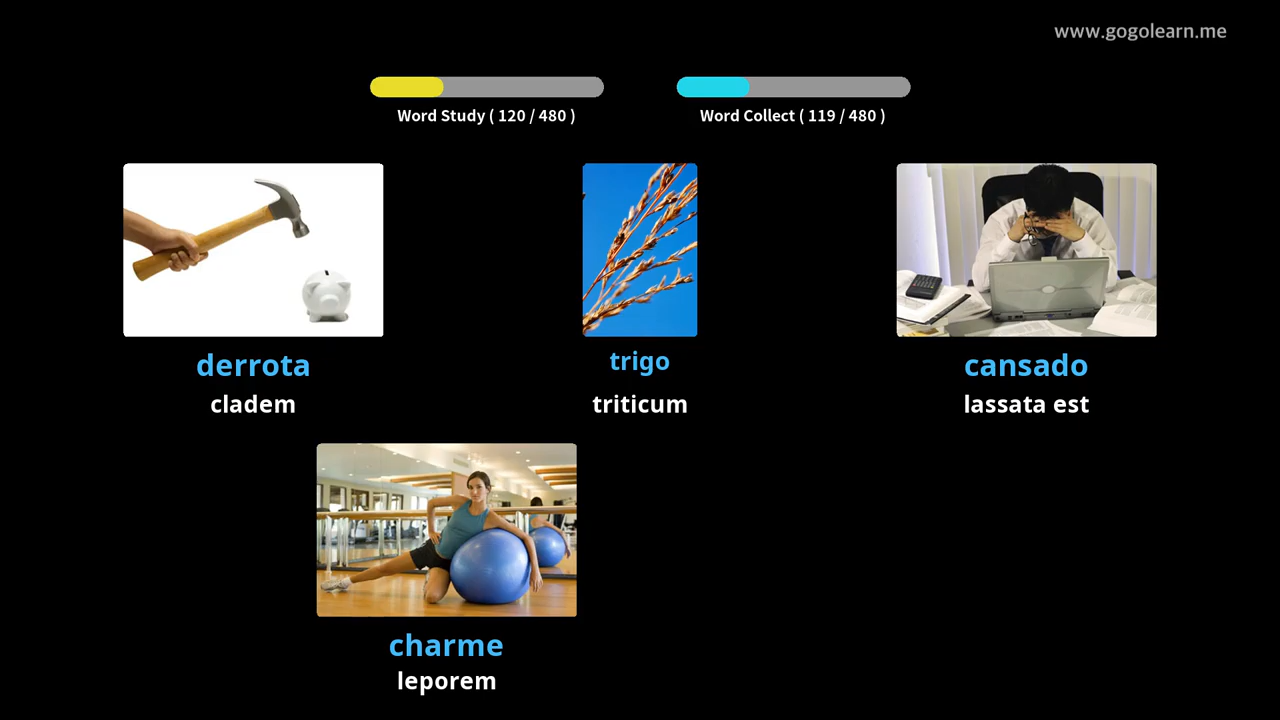 www.gogolearn.me
Word Study ( 120 / 480 )
Word Collect ( 119 / 480 )
derrota
cladem
trigo
triticum
cansado
lassata est
charme
leporem